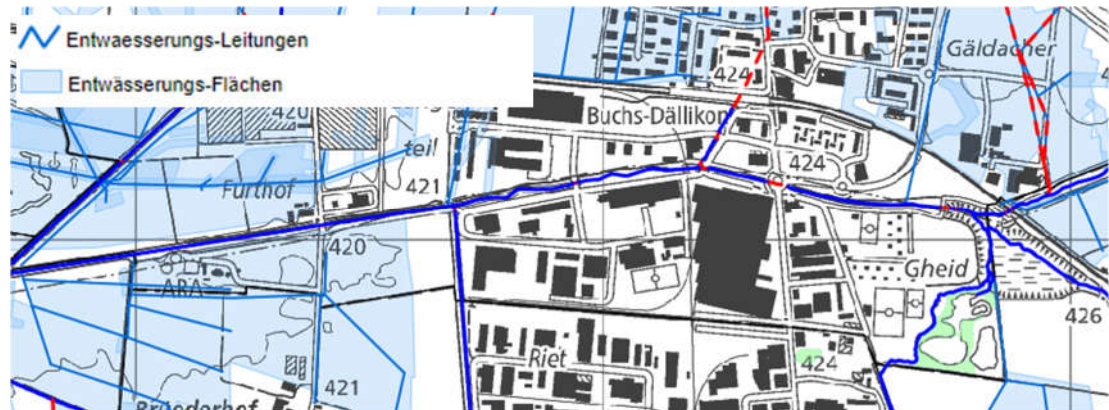 Entwaesserungs-Leitungen
Entwässerungs-Flächen
Gäldacher
424
420
Buchs-Dällikon
teil
424
421
Furthof
420
Gheid
ARA
426
Riet
424
421
Brüederhof